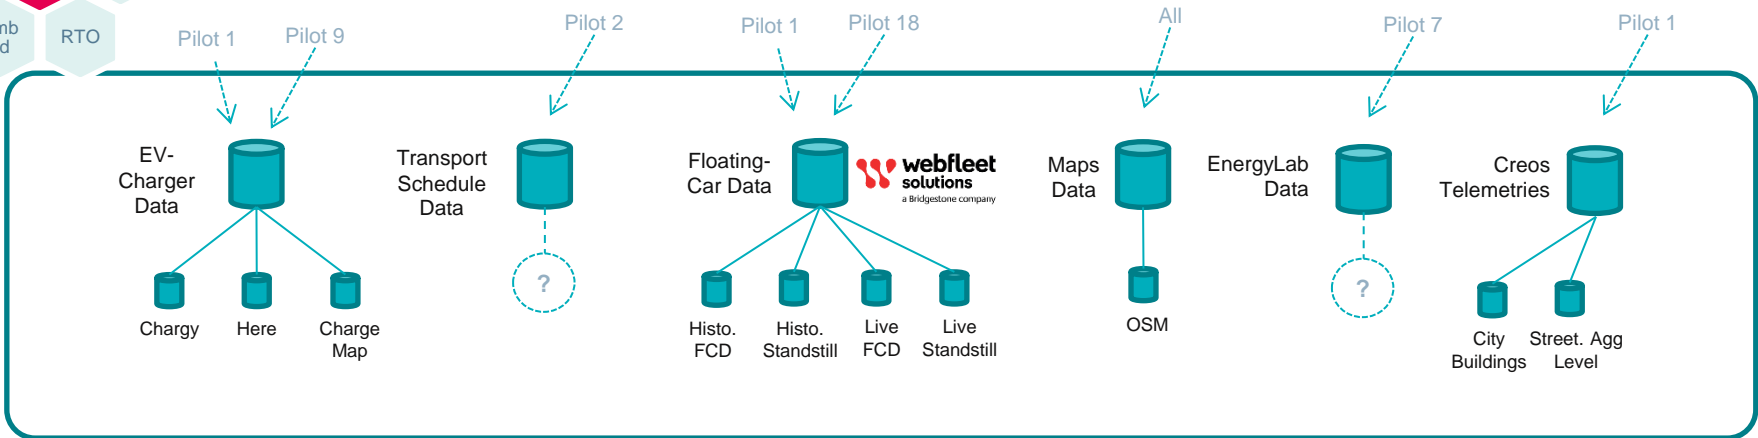 RTO
Pilot 1
Pilot 9
Pilot 2
Pilot 1
Pilot 18
All
Pilot 7
Pilot 1
EV-
Charger
Data
Transport
Schedule
Data
Floating-
Car Data
webfleet
solutions
a Bridgestone company
Maps
Data
EnergyLab
Data
Creos
Telemetries
Chargy
Here
Charge
Map
?
Histo.
FCD
Histo.
Standstill
Live
FCD
Live
Standstill
OSM
?
City
Buildings
Street. Agg
Level